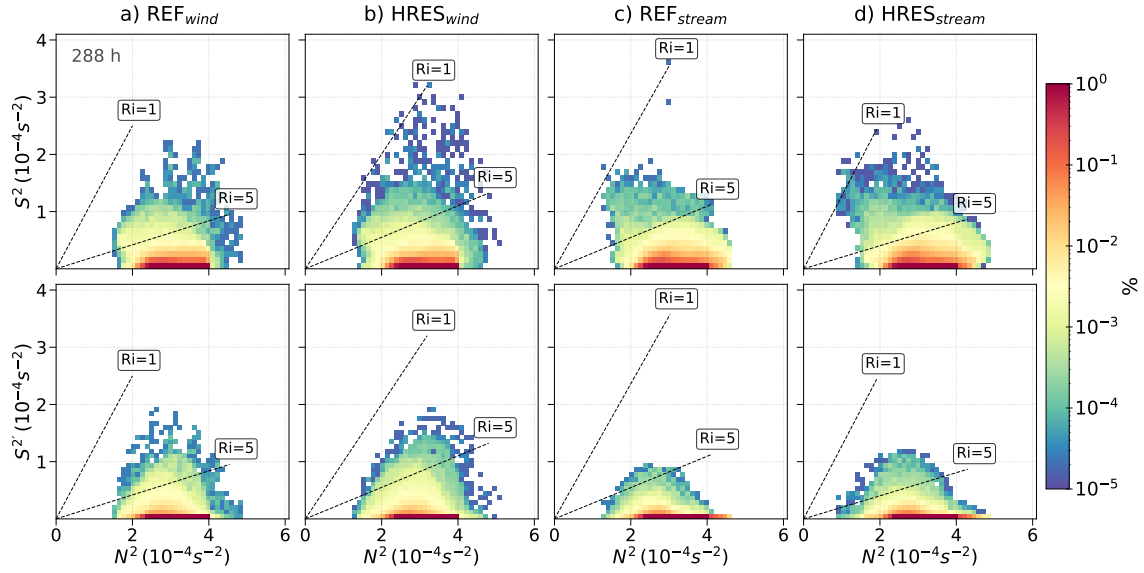 a) REF_wind b) HRES_wind c) REF_stream d) HRES_stream
288 h
S² (10⁻⁴s⁻²)
4
3
2
1
Ri=1
Ri=5
Ri=1
Ri=5
Ri=1
Ri=5
Ri=1
Ri=5
S²′ (10⁻⁴s⁻²)
4
3
2
1
Ri=1
Ri=5
Ri=1
Ri=5
Ri=1
Ri=5
Ri=1
Ri=5
0 2 4 6 0 2 4 6 0 2 4 6 0 2 4 6
N² (10⁻⁴s⁻²) N² (10⁻⁴s⁻²) N² (10⁻⁴s⁻²) N² (10⁻⁴s⁻²)
10⁰
10⁻¹
10⁻²
10⁻³
10⁻⁴
10⁻⁵
%